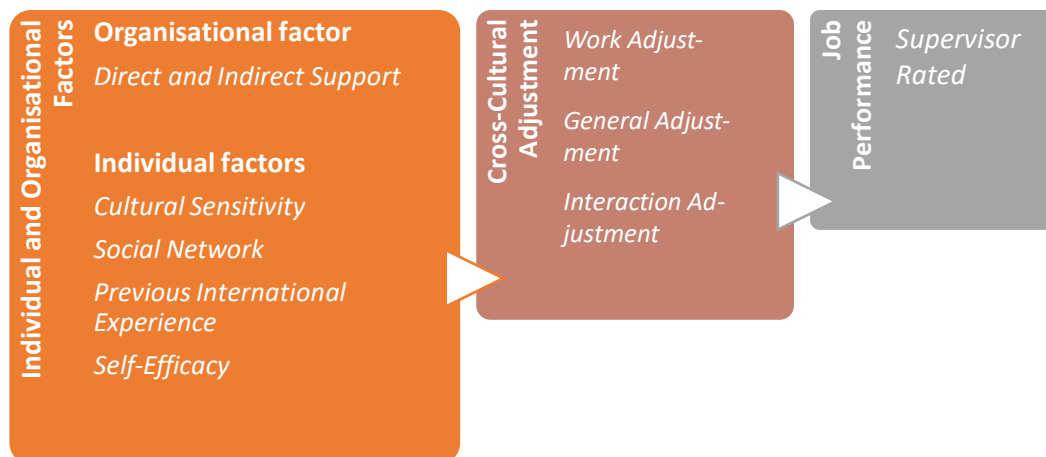 Individual and Organisational
Factors
Organisational factor
Direct and Indirect Support
Individual factors
Cultural Sensitivity
Social Network
Previous International
Experience
Self-Efficacy
Cross-Cultural
Adjustment
Work Adjust-
ment
General Adjust-
ment
Interaction Ad-
justment
Job
Performance
Supervisor
Rated